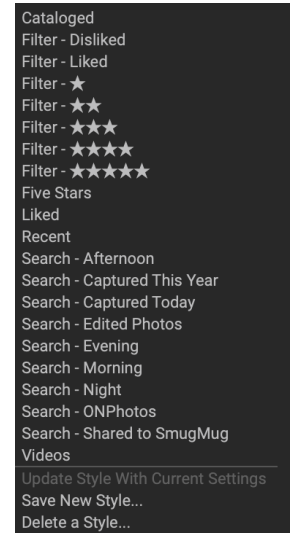 Cataloged
Filter - Disliked
Filter - Liked
Filter - ★
Filter - ★★
Filter - ★★★
Filter - ★★★★
Filter - ★★★★★
Five Stars
Liked
Recent
Search - Afternoon
Search - Captured This Year
Search - Captured Today
Search - Edited Photos
Search - Evening
Search - Morning
Search - Night
Search - ONPhotos
Search - Shared to SmugMug
Videos
Update Style With Current Settings
Save New Style...
Delete a Style...